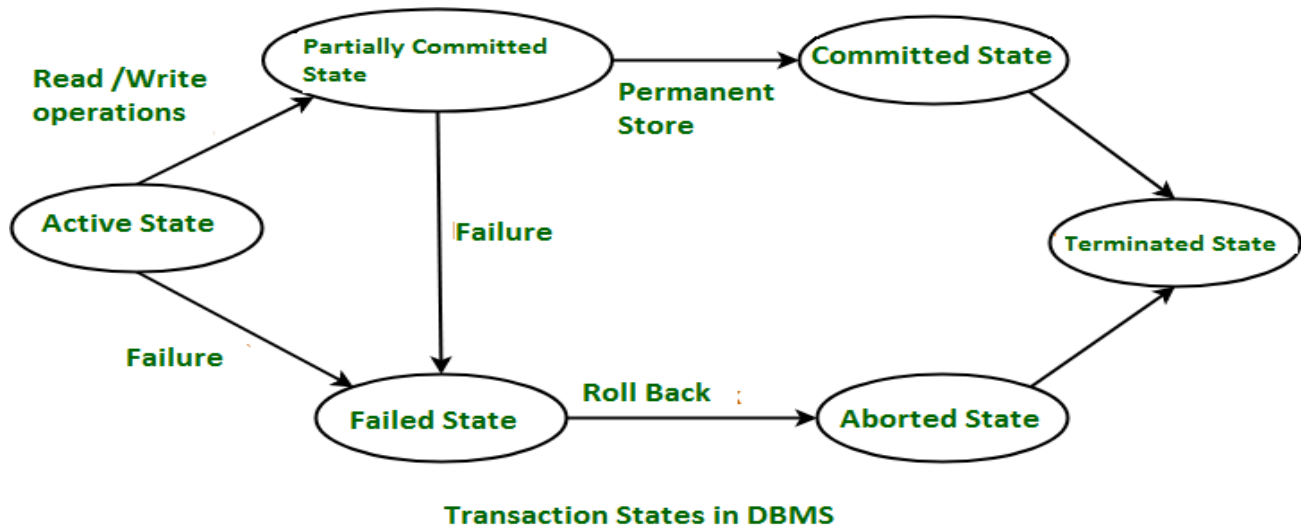 Partially Committed
State
Committed State
Read /Write
operations
Permanent
Store
Active State
Failure
Terminated State
Failure
Roll Back
Failed State
Aborted State
Transaction States in DBMS